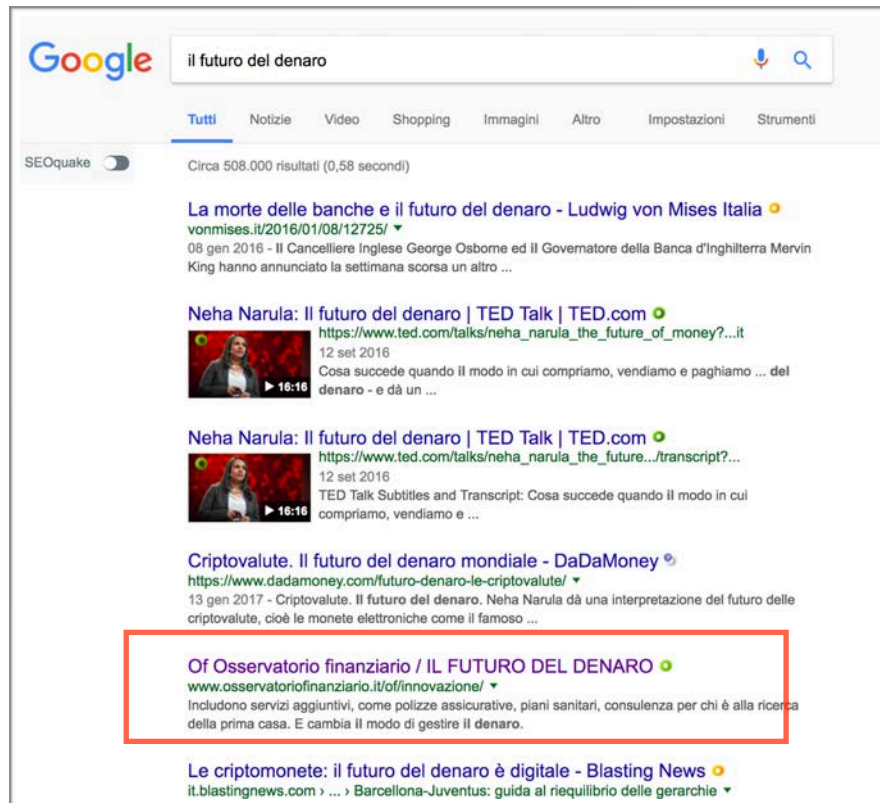 Google
il futuro del denaro
Tutti Notizie Video Shopping Immagini Altro Impostazioni Strumenti
SEOquake
Circa 508.000 risultati (0,58 secondi)
La morte delle banche e il futuro del denaro - Ludwig von Mises Italia
vonmises.it/2016/01/08/12725/
08 gen 2016 - Il Cancelliere Inglese George Osborne ed il Governatore della Banca d'Inghilterra Mervin
King hanno annunciato la settimana scorsa un altro ...
Neha Narula: Il futuro del denaro | TED Talk | TED.com
https://www.ted.com/talks/neha_narula_the_future_of_money?...it
12 set 2016
Cosa succede quando il modo in cui compriamo, vendiamo e paghiamo ... del
denaro - e dà un ...
16:16
Neha Narula: Il futuro del denaro | TED Talk | TED.com
https://www.ted.com/talks/neha_narula_the_future.../transcript?...
12 set 2016
TED Talk Subtitles and Transcript: Cosa succede quando il modo in cui
compriamo, vendiamo e ...
16:16
Criptovalute. Il futuro del denaro mondiale - DaDaMoney
https://www.dadamoney.com/futuro-denaro-le-criptovalute/
13 gen 2017 - Criptovalute. Il futuro del denaro. Neha Narula dà una interpretazione del futuro delle
criptovalute, cioè le monete elettroniche come il famoso ...
Of Osservatorio finanziario / IL FUTURO DEL DENARO
www.osservatoriofinanziario.it/of/innovazione/
Includono servizi aggiuntivi, come polizze assicurative, piani sanitari, consulenza per chi è alla ricerca
della prima casa. E cambia il modo di gestire il denaro.
Le criptomonete: il futuro del denaro è digitale - Blasting News
it.blastingnews.com › ... › Barcellona-Juventus: guida al riequilibrio delle gerarchie